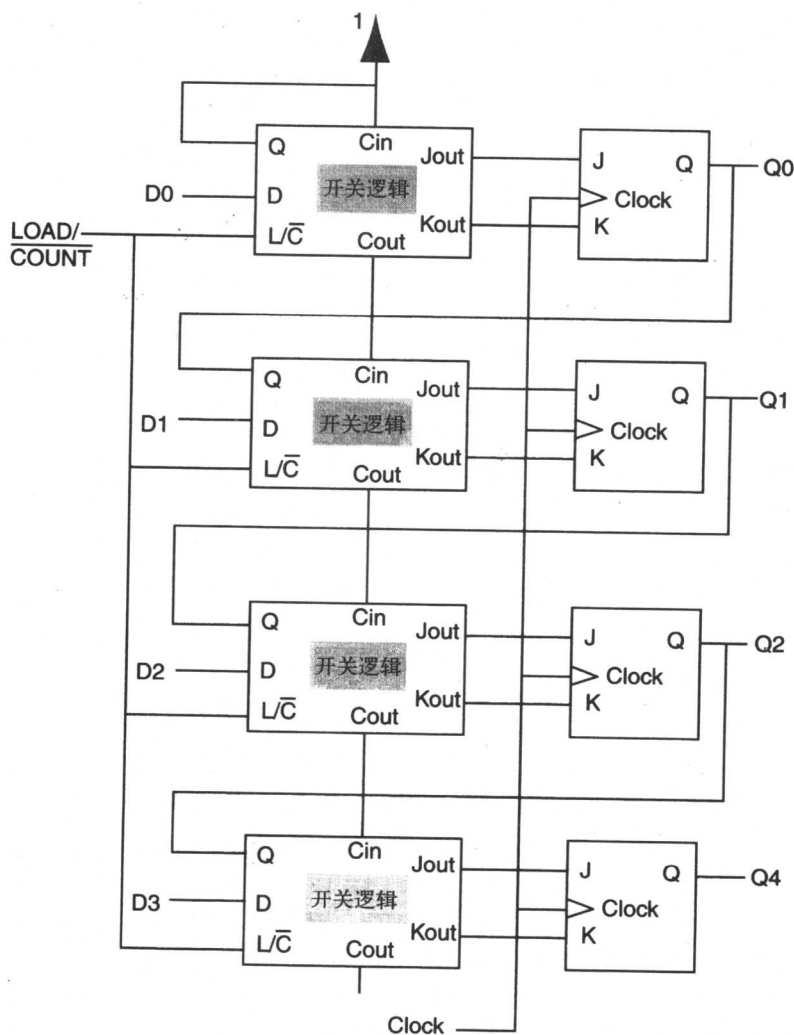 1
Q Cin Jout J Q Q0
D0 D 开关逻辑 Clock
LOAD/COUNT L/C̅ Cout Kout K
Q Cin Jout J Q Q1
D1 D 开关逻辑 Clock
L/C̅ Cout Kout K
Q Cin Jout J Q Q2
D2 D 开关逻辑 Clock
L/C̅ Cout Kout K
Q Cin Jout J Q Q4
D3 D 开关逻辑 Clock
L/C̅ Cout Kout K
Clock